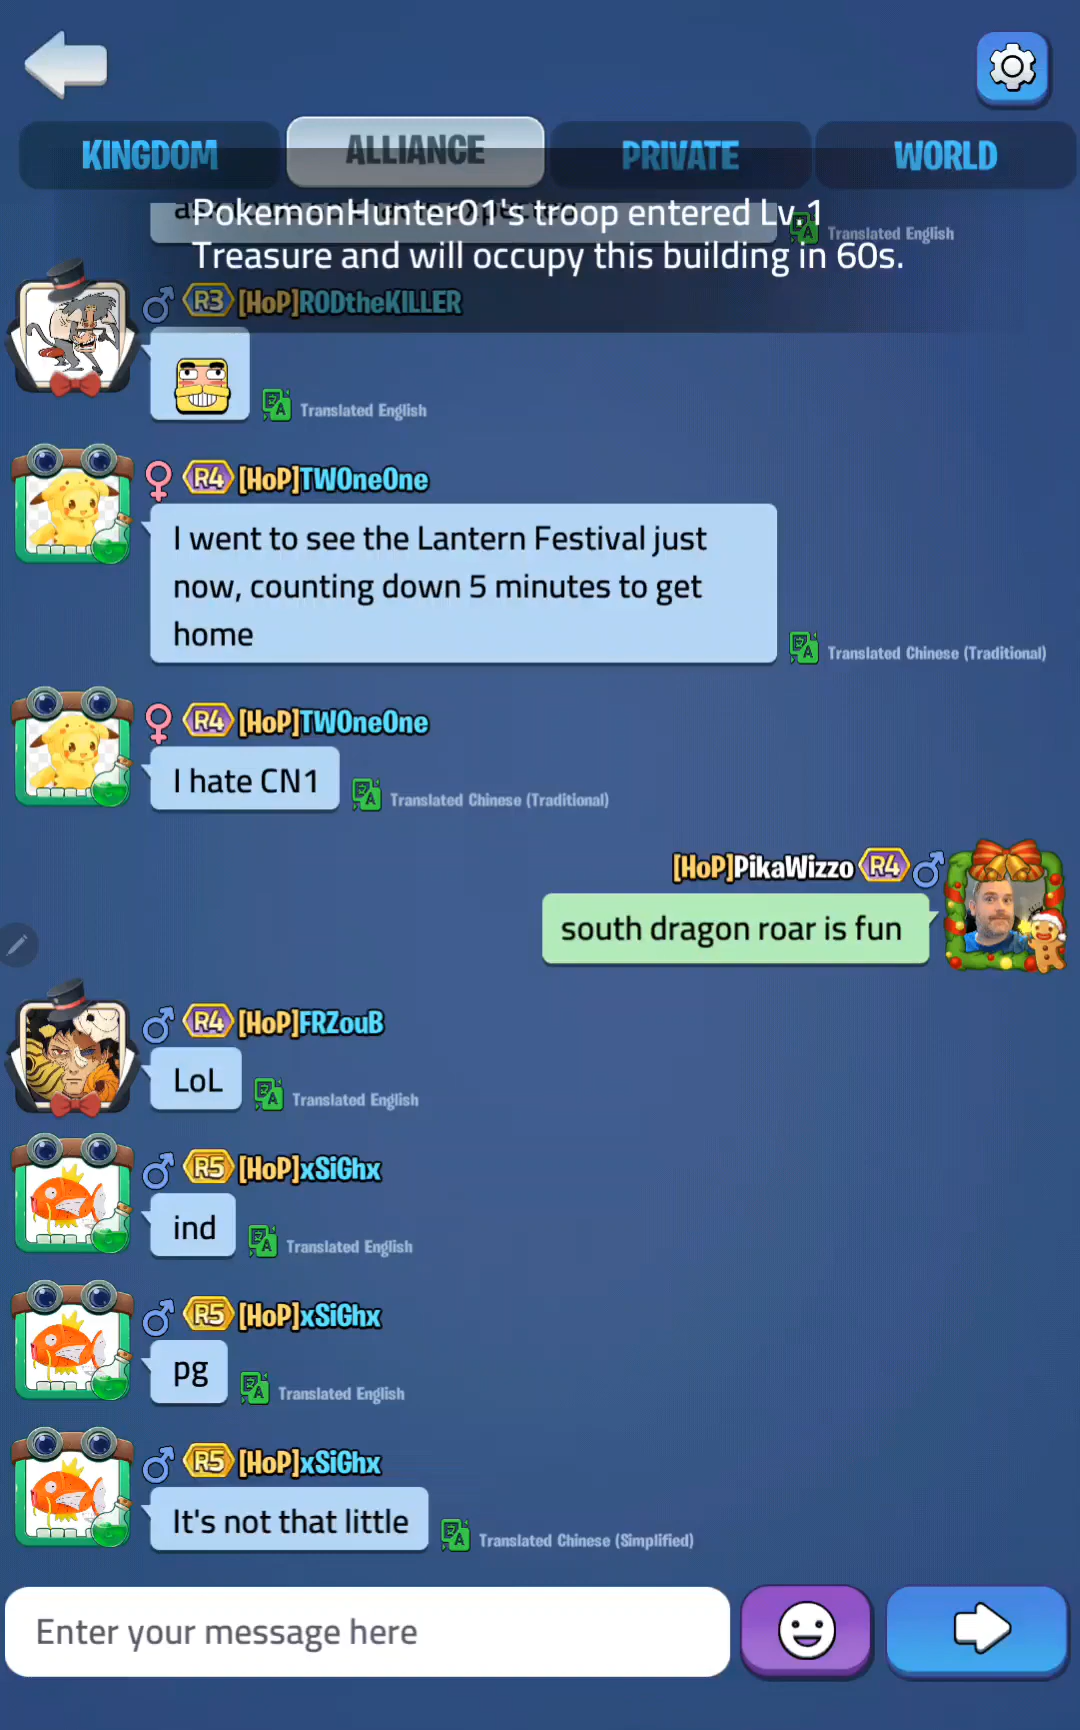 KINGDOM
ALLIANCE
PRIVATE
WORLD
PokemonHunter01's troop entered Lv.1
Treasure and will occupy this building in 60s.
Translated English
R3 [HoP]RODtheKILLER
Translated English
R4 [HoP]TWOneOne
I went to see the Lantern Festival just
now, counting down 5 minutes to get
home
Translated Chinese (Traditional)
R4 [HoP]TWOneOne
I hate CN1
Translated Chinese (Traditional)
[HoP]PikaWizzo R4
south dragon roar is fun
R4 [HoP]FRZouB
LoL
Translated English
R5 [HoP]xSiGhx
ind
Translated English
R5 [HoP]xSiGhx
pg
Translated English
R5 [HoP]xSiGhx
It's not that little
Translated Chinese (Simplified)
Enter your message here